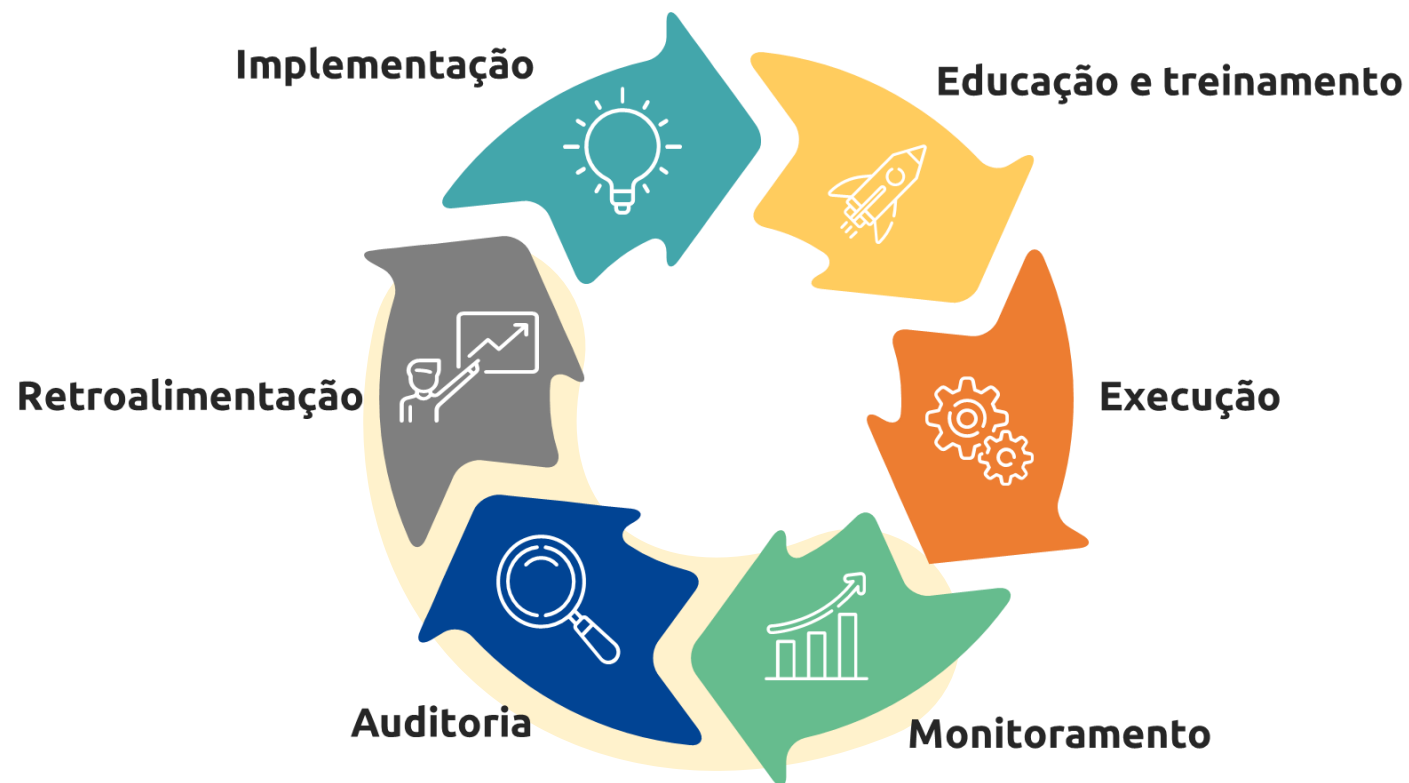 Implementação
Educação e treinamento
Retroalimentação
Execução
Auditoria
Monitoramento